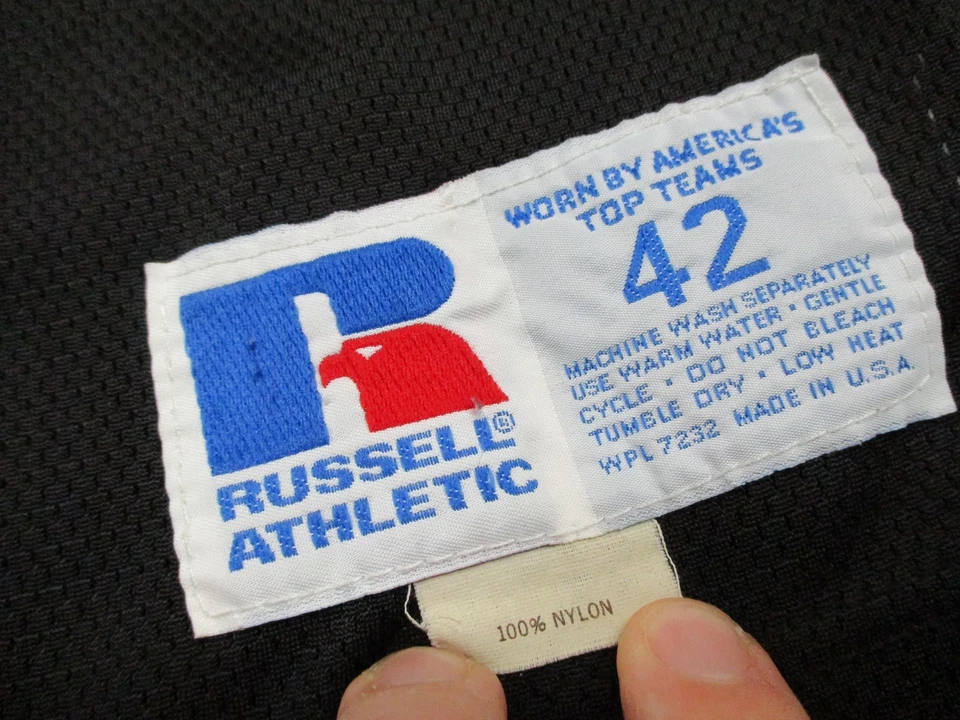 RUSSELL®
ATHLETIC
WORN BY AMERICA'S
TOP TEAMS
42
MACHINE WASH SEPARATELY
USE WARM WATER • GENTLE
CYCLE • DO NOT BLEACH
TUMBLE DRY • LOW HEAT
WPL 7232 MADE IN U.S.A.
100% NYLON